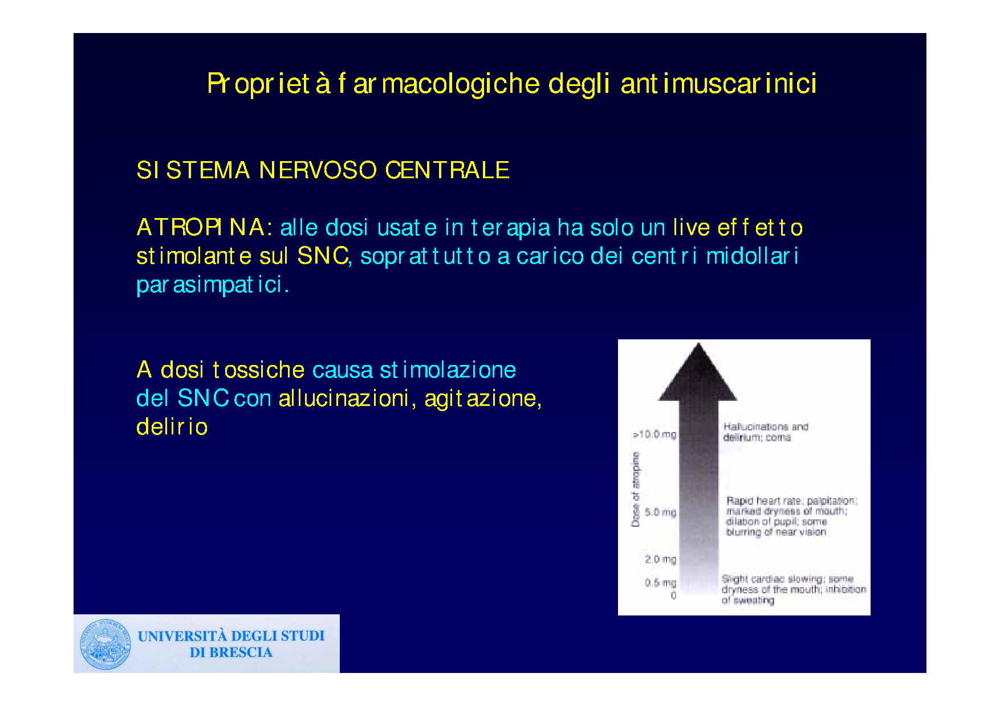 Proprietà farmacologiche degli antimuscarinici
SISTEMA NERVOSO CENTRALE
ATROPINA: alle dosi usate in terapia ha solo un live effetto
stimolante sul SNC, soprattutto a carico dei centri midollari
parasimpatici.
A dosi tossiche causa stimolazione
del SNC con allucinazioni, agitazione,
delirio
Dose of atropine
>10.0 mg
Hallucinations and
delirium; coma
5.0 mg
Rapid heart rate; palpitation;
marked dryness of mouth;
dilation of pupil; some
blurring of near vision
2.0 mg
0.5 mg
0
Slight cardiac slowing; some
dryness of the mouth; inhibition
of sweating
UNIVERSITÀ DEGLI STUDI
DI BRESCIA